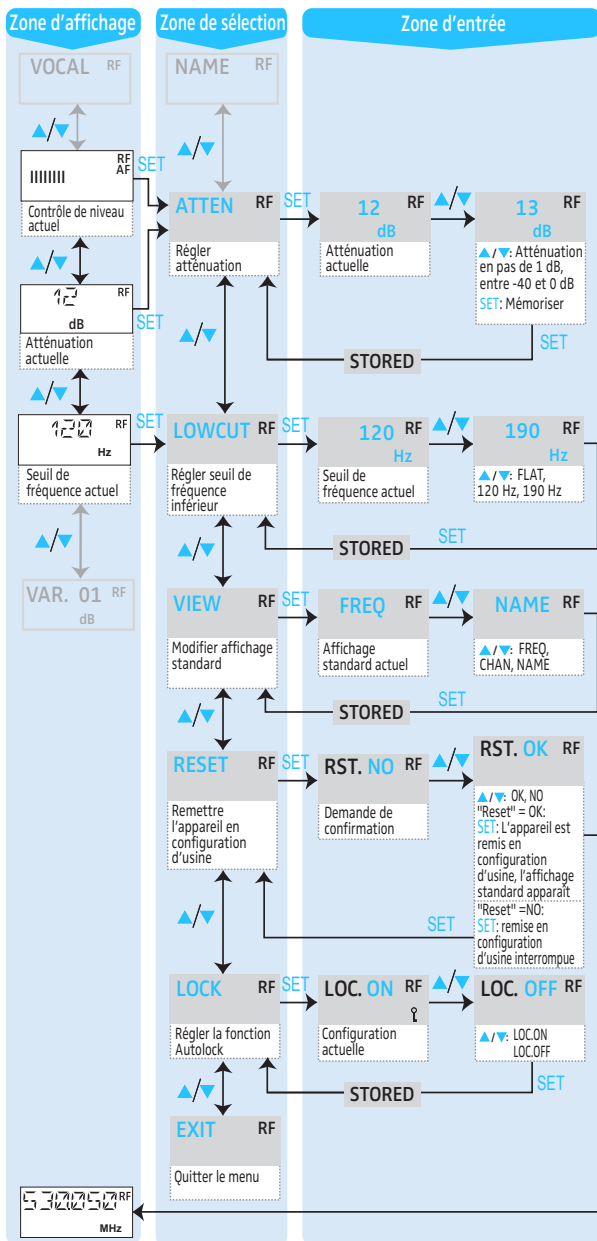 Zone d'affichage Zone de sélection Zone d'entrée
VOCAL RF NAME RF
▲/▼ ▲/▼
IIIIIIII RF AF SET
Contrôle de niveau
actuel
ATTEN RF SET 12 dB RF ▲/▼ 13 dB RF
Régler
atténuation
Atténuation
actuelle
▲/▼: Atténuation
en pas de 1 dB,
entre -40 et 0 dB
SET: Mémoriser
▲/▼
12 RF
dB
SET
Atténuation
actuelle
▲/▼
SET
STORED
▲/▼
120 RF
Hz
SET
Seuil de
fréquence actuel
LOWCUT RF SET 120 Hz RF ▲/▼ 190 Hz RF
Régler seuil de
fréquence
inférieur
Seuil de
fréquence actuel
▲/▼: FLAT,
120 Hz, 190 Hz
SET
STORED
▲/▼
▲/▼
VAR. 01 RF
dB
VIEW RF SET FREQ RF ▲/▼ NAME RF
Modifier affichage
standard
Affichage
standard actuel
▲/▼: FREQ,
CHAN, NAME
SET
STORED
▲/▼
RESET RF SET RST. NO RF ▲/▼ RST. OK RF
Remettre
l'appareil en
configuration
d'usine
Demande de
confirmation
▲/▼: OK, NO
"Reset" = OK:
SET: L'appareil est
remis en
configuration
d'usine, l'affichage
standard apparaît
"Reset" =NO:
SET: remise en
configuration
d'usine interrompue
SET
▲/▼
LOCK RF SET LOC. ON RF ▲/▼ LOC. OFF RF
Régler la fonction
Autolock
Configuration
actuelle
▲/▼: LOC.ON
LOC.OFF
SET
STORED
▲/▼
EXIT RF
Quitter le menu
530.050 RF
MHz